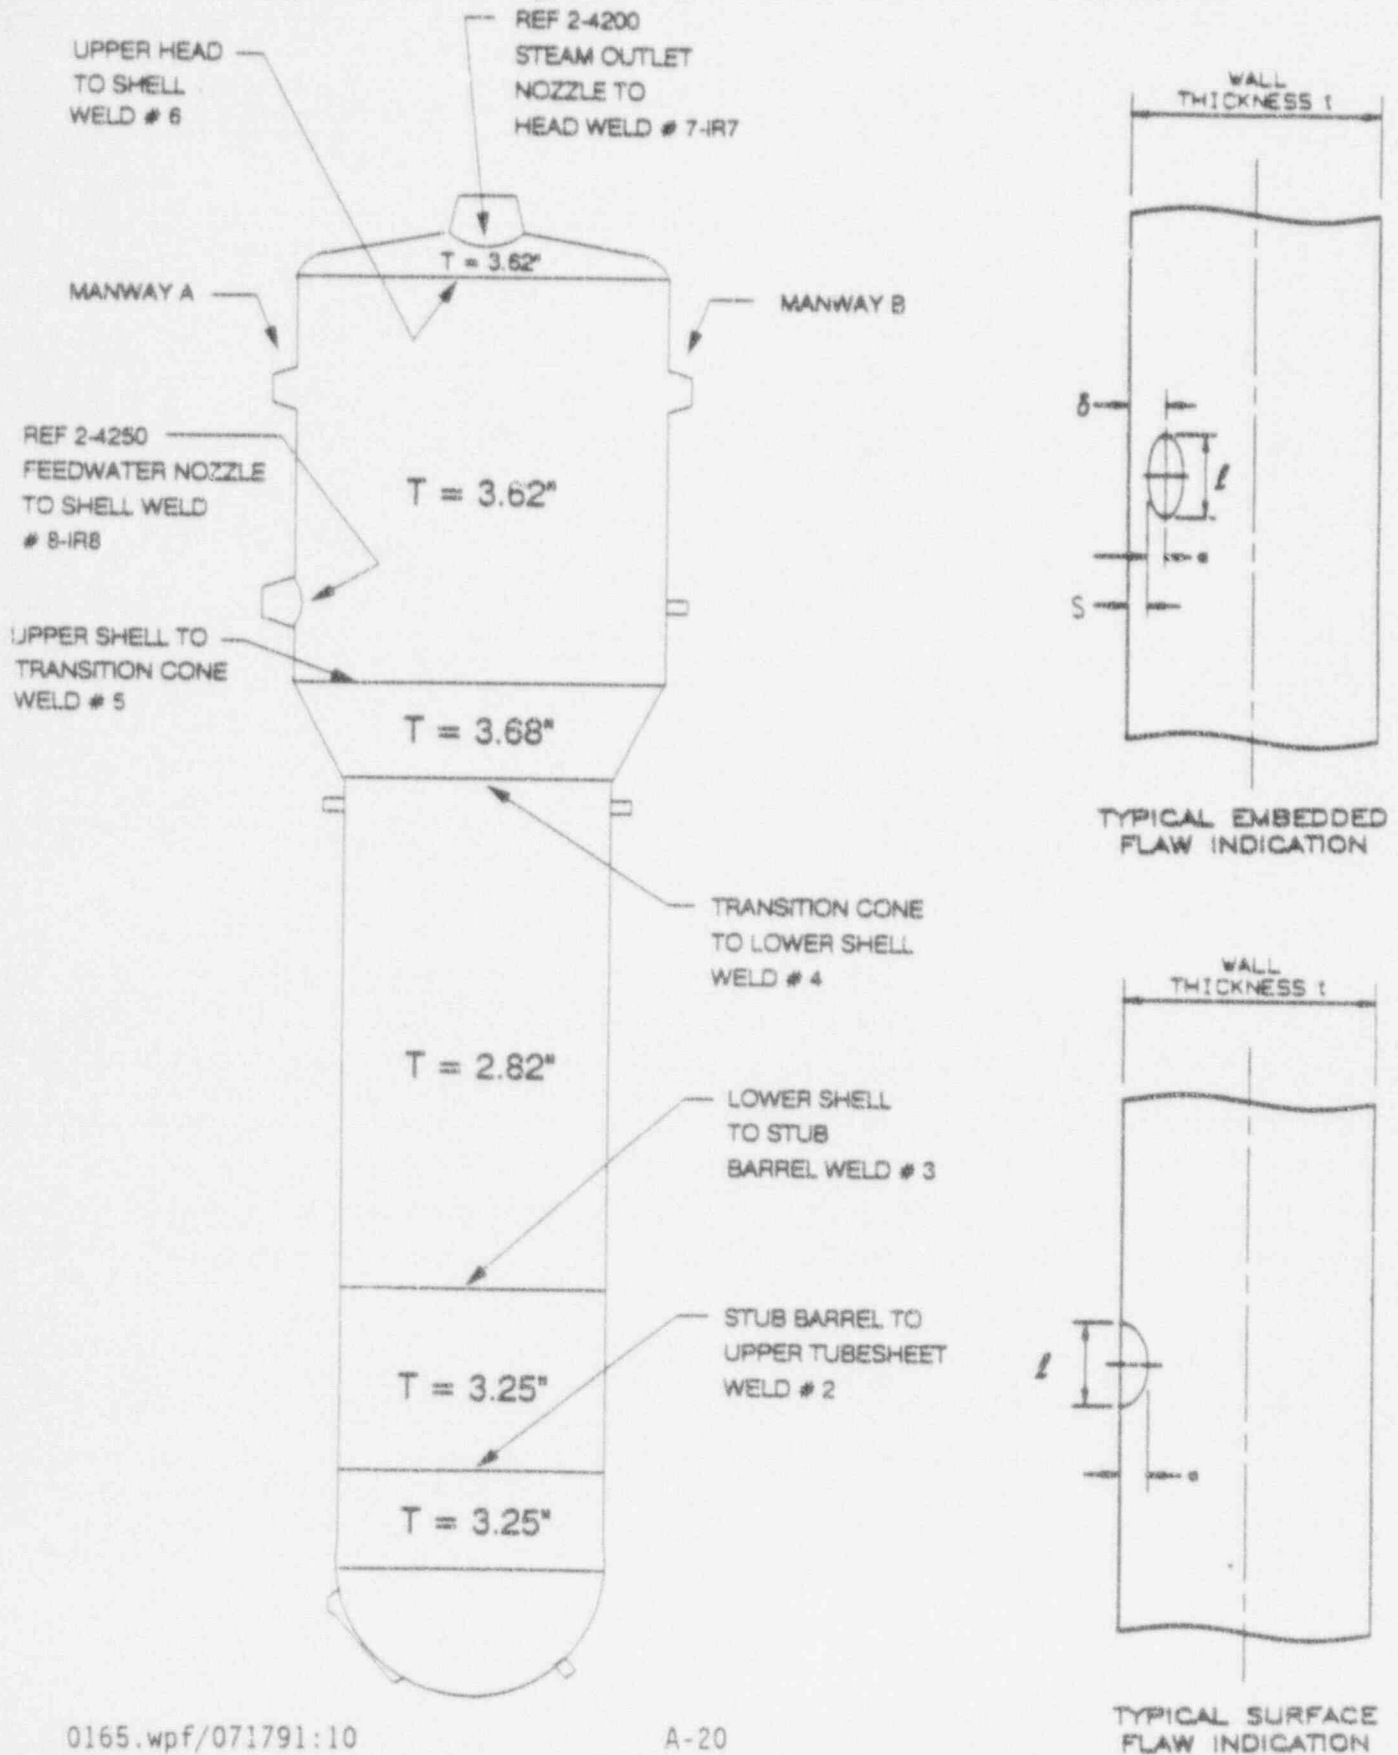 REF 2-4200
STEAM OUTLET
NOZZLE TO
HEAD WELD # 7-IR7
UPPER HEAD
TO SHELL
WELD # 6
T = 3.62"
MANWAY A
MANWAY B
REF 2-4250
FEEDWATER NOZZLE
TO SHELL WELD
# 8-IR8
T = 3.62"
UPPER SHELL TO
TRANSITION CONE
WELD # 5
T = 3.68"
TRANSITION CONE
TO LOWER SHELL
WELD # 4
T = 2.82"
LOWER SHELL
TO STUB
BARREL WELD # 3
STUB BARREL TO
UPPER TUBESHEET
WELD # 2
T = 3.25"
T = 3.25"
WALL
THICKNESS t
δ
ℓ
a
S
TYPICAL EMBEDDED
FLAW INDICATION
WALL
THICKNESS t
ℓ
a
TYPICAL SURFACE
FLAW INDICATION
0165.wpf/071791:10
A-20